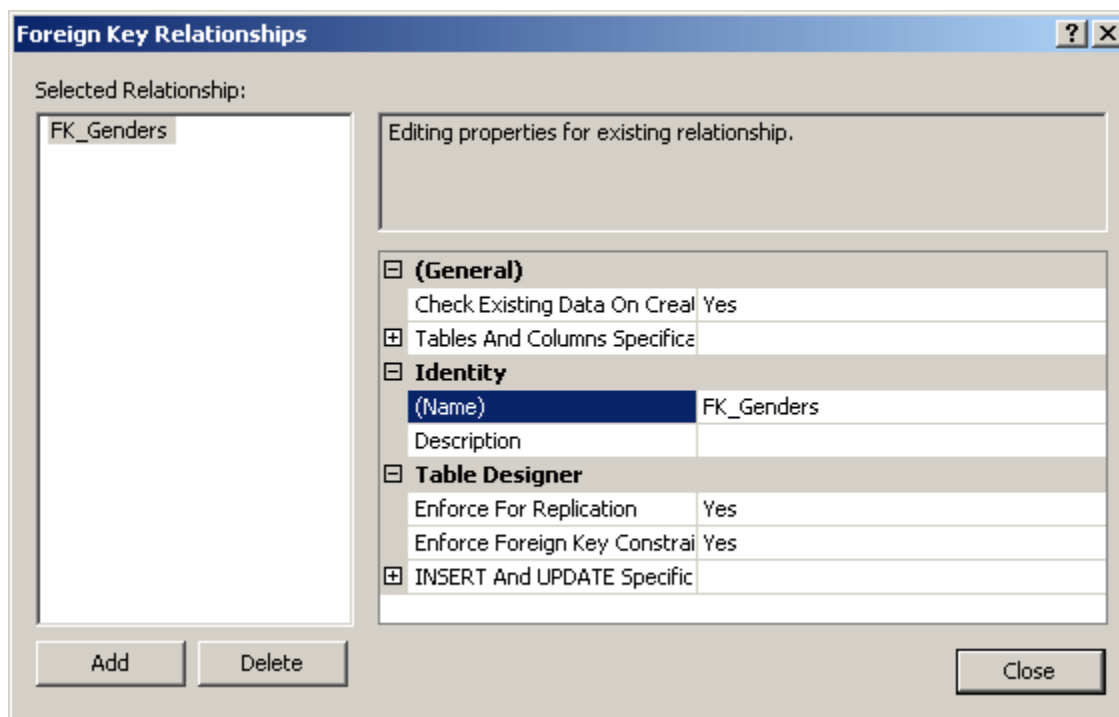 Foreign Key Relationships
Selected Relationship:
FK_Genders
Editing properties for existing relationship.
(General)
Check Existing Data On Creat Yes
Tables And Columns Specifica
Identity
(Name) FK_Genders
Description
Table Designer
Enforce For Replication Yes
Enforce Foreign Key Constrai Yes
INSERT And UPDATE Specific
Add Delete Close